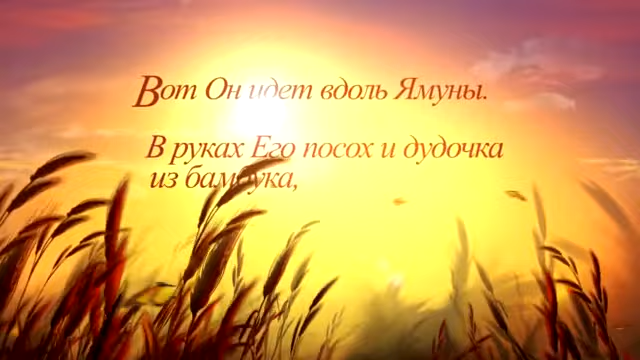 Вот Он идет вдоль Ямуны.
В руках Его посох и дудочка
из бамбука,